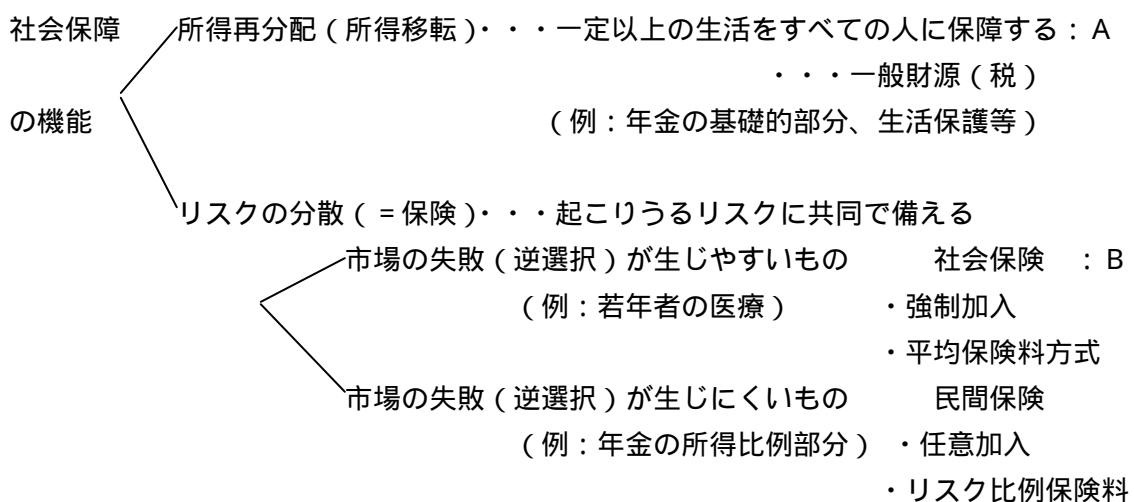 社会保障　所得再分配（所得移転）・・・一定以上の生活をすべての人に保障する：Ａ
・・・一般財源（税）
の機能　（例：年金の基礎的部分、生活保護等）
リスクの分散（＝保険）・・・起こりうるリスクに共同で備える
市場の失敗（逆選択）が生じやすいもの　社会保険　：Ｂ
（例：若年者の医療）　・強制加入
・平均保険料方式
市場の失敗（逆選択）が生じにくいもの　民間保険
（例：年金の所得比例部分）　・任意加入
・リスク比例保険料